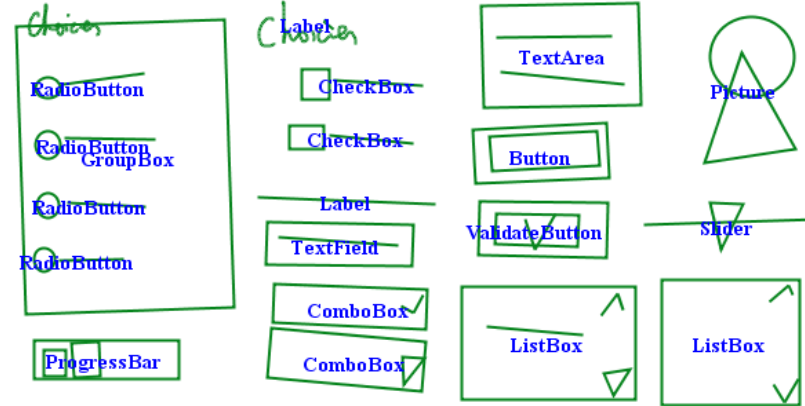 Choices
RadioButton
RadioButton
GroupBox
RadioButton
RadioButton
ProgressBar
Label
Choices
CheckBox
CheckBox
Label
TextField
ComboBox
ComboBox
TextArea
Button
ValidateButton
ListBox
Picture
Slider
ListBox